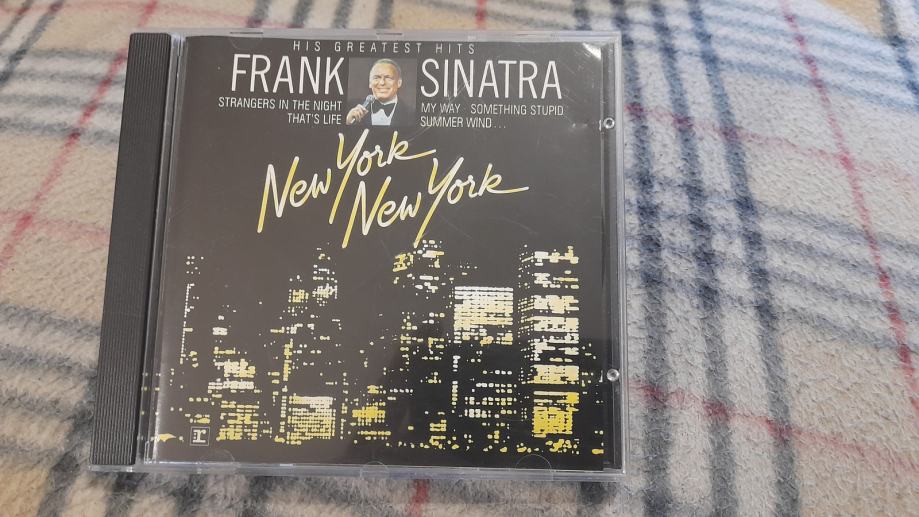 HIS GREATEST HITS
FRANK SINATRA
STRANGERS IN THE NIGHT
THAT'S LIFE
MY WAY SOMETHING STUPID
SUMMER WIND...
New York
New York
r